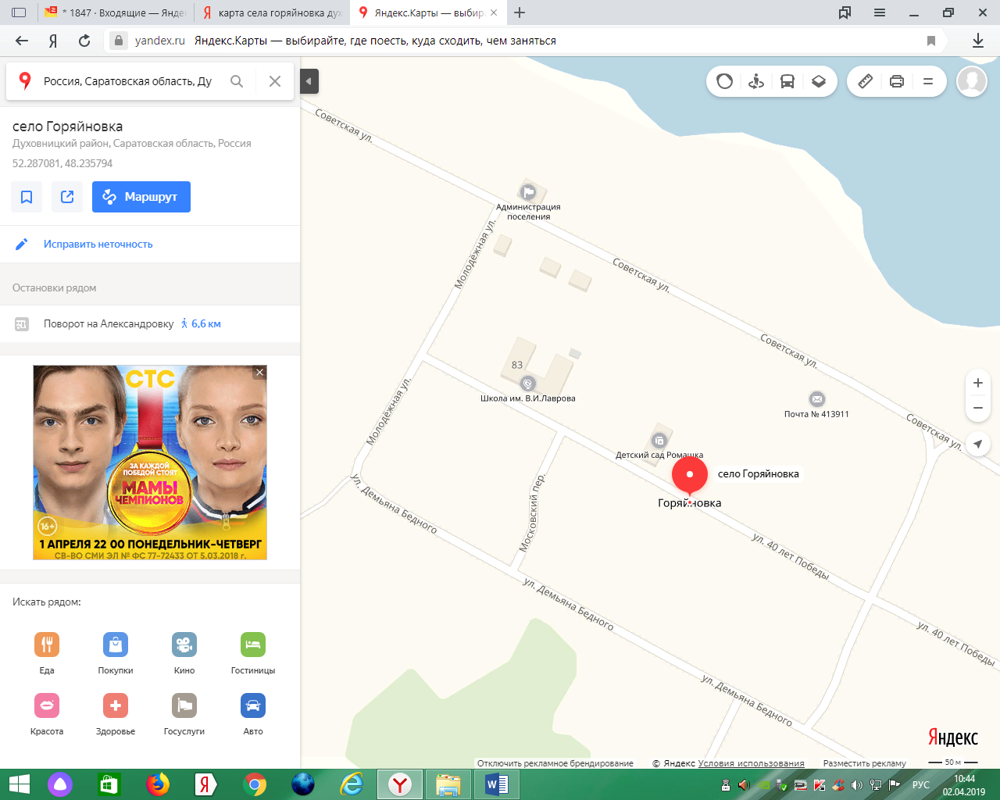 * 1847 · Входящие — Янде
карта села горяйновка дух
Яндекс.Карты — выбира
yandex.ru Яндекс.Карты — выбирайте, где поесть, куда сходить, чем заняться
Россия, Саратовская область, Ду
село Горяйновка
Духовницкий район, Саратовская область, Россия
52.287081, 48.235794
Маршрут
Исправить неточность
Остановки рядом
Поворот на Александровку 6,6 км
СТС
ЗА КАЖДОЙ
ПОБЕДОЙ СТОЯТ
МАМЫ
ЧЕМПИОНОВ
16+
1 АПРЕЛЯ 22 00 ПОНЕДЕЛЬНИК-ЧЕТВЕРГ
СВ-ВО СМИ ЭЛ № ФС 77-72433 ОТ 5.03.2018 г.
Искать рядом:
Еда Покупки Кино Гостиницы
Красота Здоровье Госуслуги Авто
Советская ул.
Администрация
поселения
Молодёжная ул.
Советская ул.
Советская ул.
83
Школа им. В.И.Лаврова
Молодёжная ул.
Почта № 413911
Советская ул.
Детский сад Ромашка
село Горяйновка
Горяйновка
ул. Демьяна Бедного
Московский пер.
ул. 40 лет Победы
ул. Демьяна Бедного
ул. 40 лет Победы
ул. Демьяна Бедного
Яндекс
Отключить рекламное брендирование © Яндекс Условия использования Разместить рекламу 50 м
РУС
10:44
02.04.2019